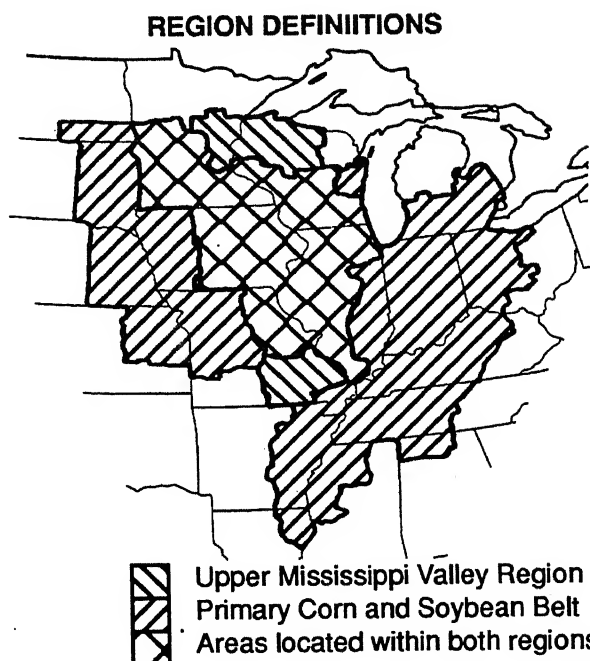 REGION DEFINIITIONS
Upper Mississippi Valley Region
Primary Corn and Soybean Belt
Areas located within both regions